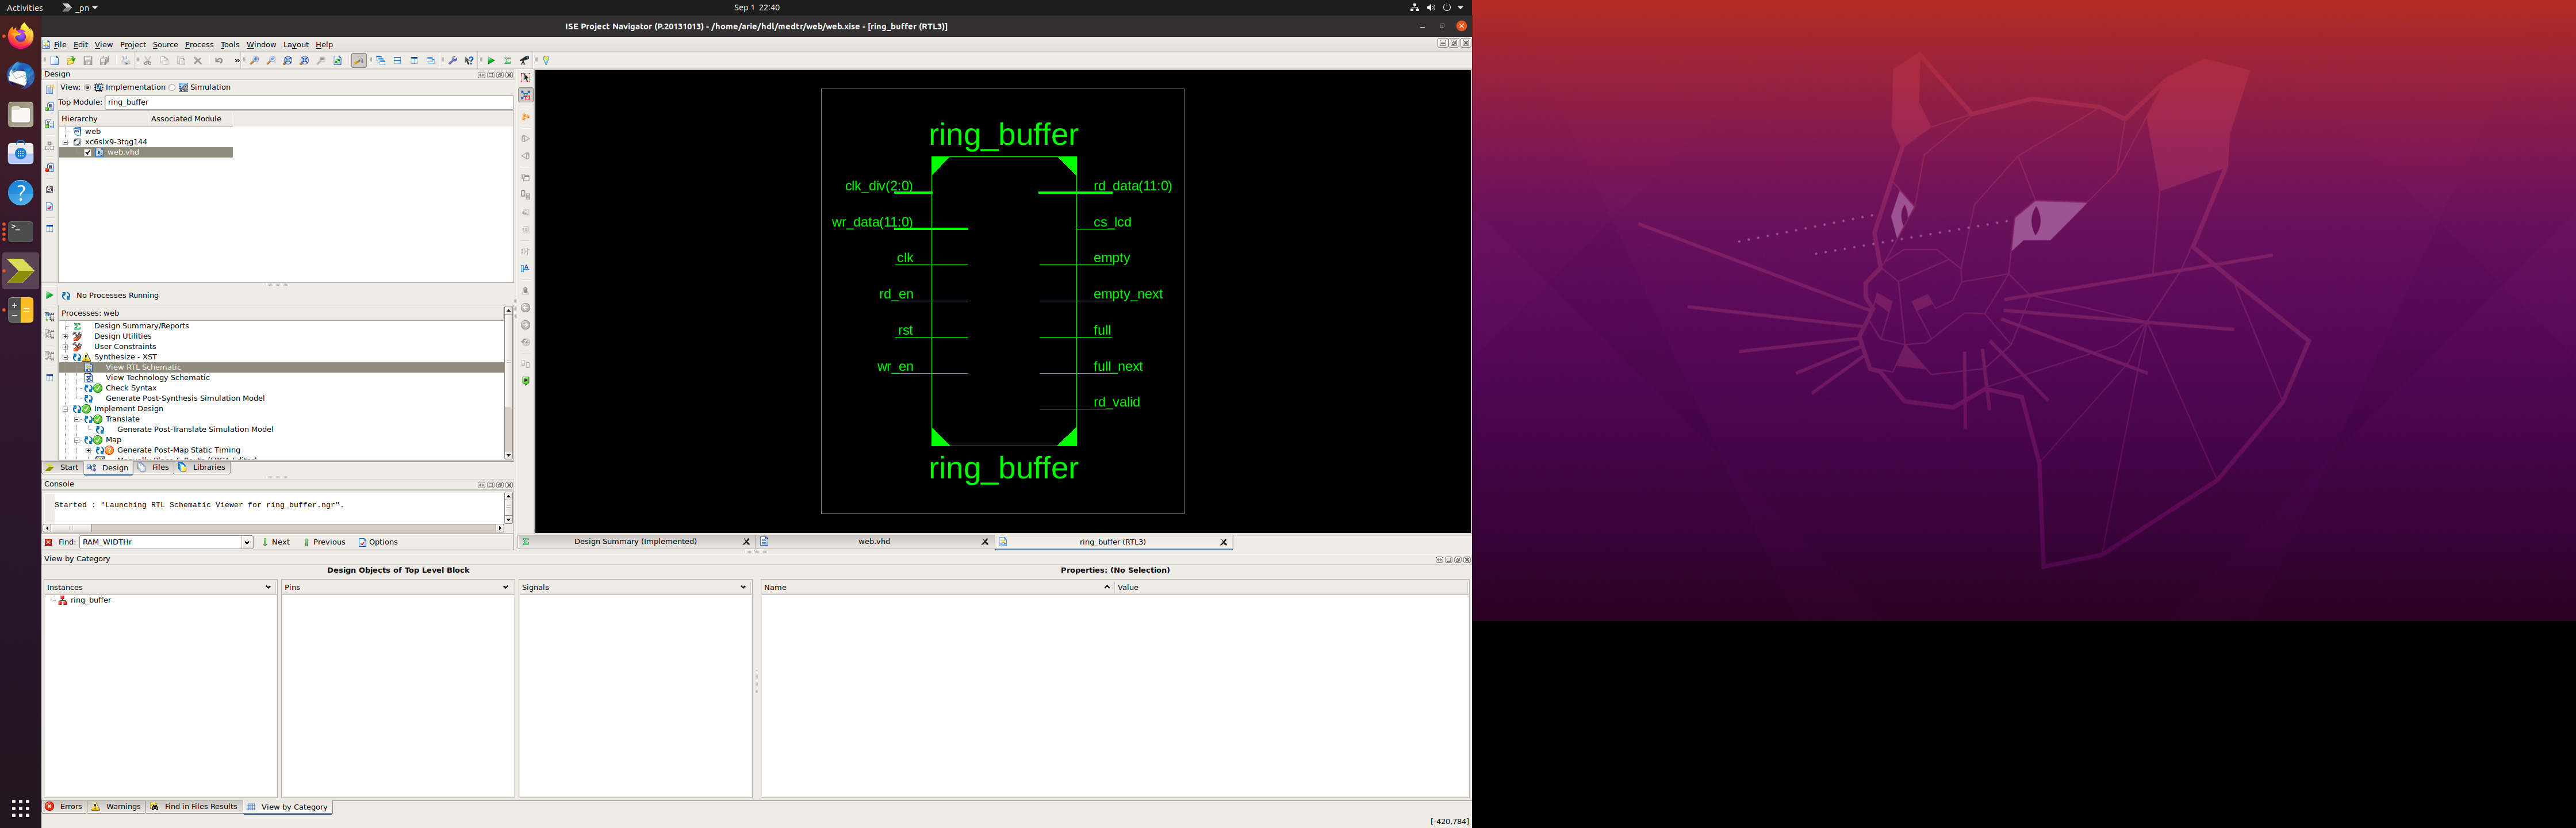 Activities
_pn
Sep 1 22:40
ISE Project Navigator (P.20131013) - /home/arie/hdl/medtr/web/web.xise - [ring_buffer (RTL3)]
File Edit View Project Source Process Tools Window Layout Help
Design
View: Implementation Simulation
Top Module: ring_buffer
Hierarchy Associated Module
web
xc6slx9-3tqg144
web.vhd
No Processes Running
Processes: web
Design Summary/Reports
Design Utilities
User Constraints
Synthesize - XST
View RTL Schematic
View Technology Schematic
Check Syntax
Generate Post-Synthesis Simulation Model
Implement Design
Translate
Generate Post-Translate Simulation Model
Map
Generate Post-Map Static Timing
Start Design Files Libraries
Console
Started : "Launching RTL Schematic Viewer for ring_buffer.ngr".
Find: RAM_WIDTHr Next Previous Options
ring_buffer
clk_div(2:0) rd_data(11:0)
wr_data(11:0) cs_lcd
clk empty
rd_en empty_next
rst full
wr_en full_next
rd_valid
ring_buffer
Design Summary (Implemented) web.vhd ring_buffer (RTL3)
View by Category
Design Objects of Top Level Block Properties: (No Selection)
Instances Pins Signals Name Value
ring_buffer
Errors Warnings Find in Files Results View by Category
[-420,784]